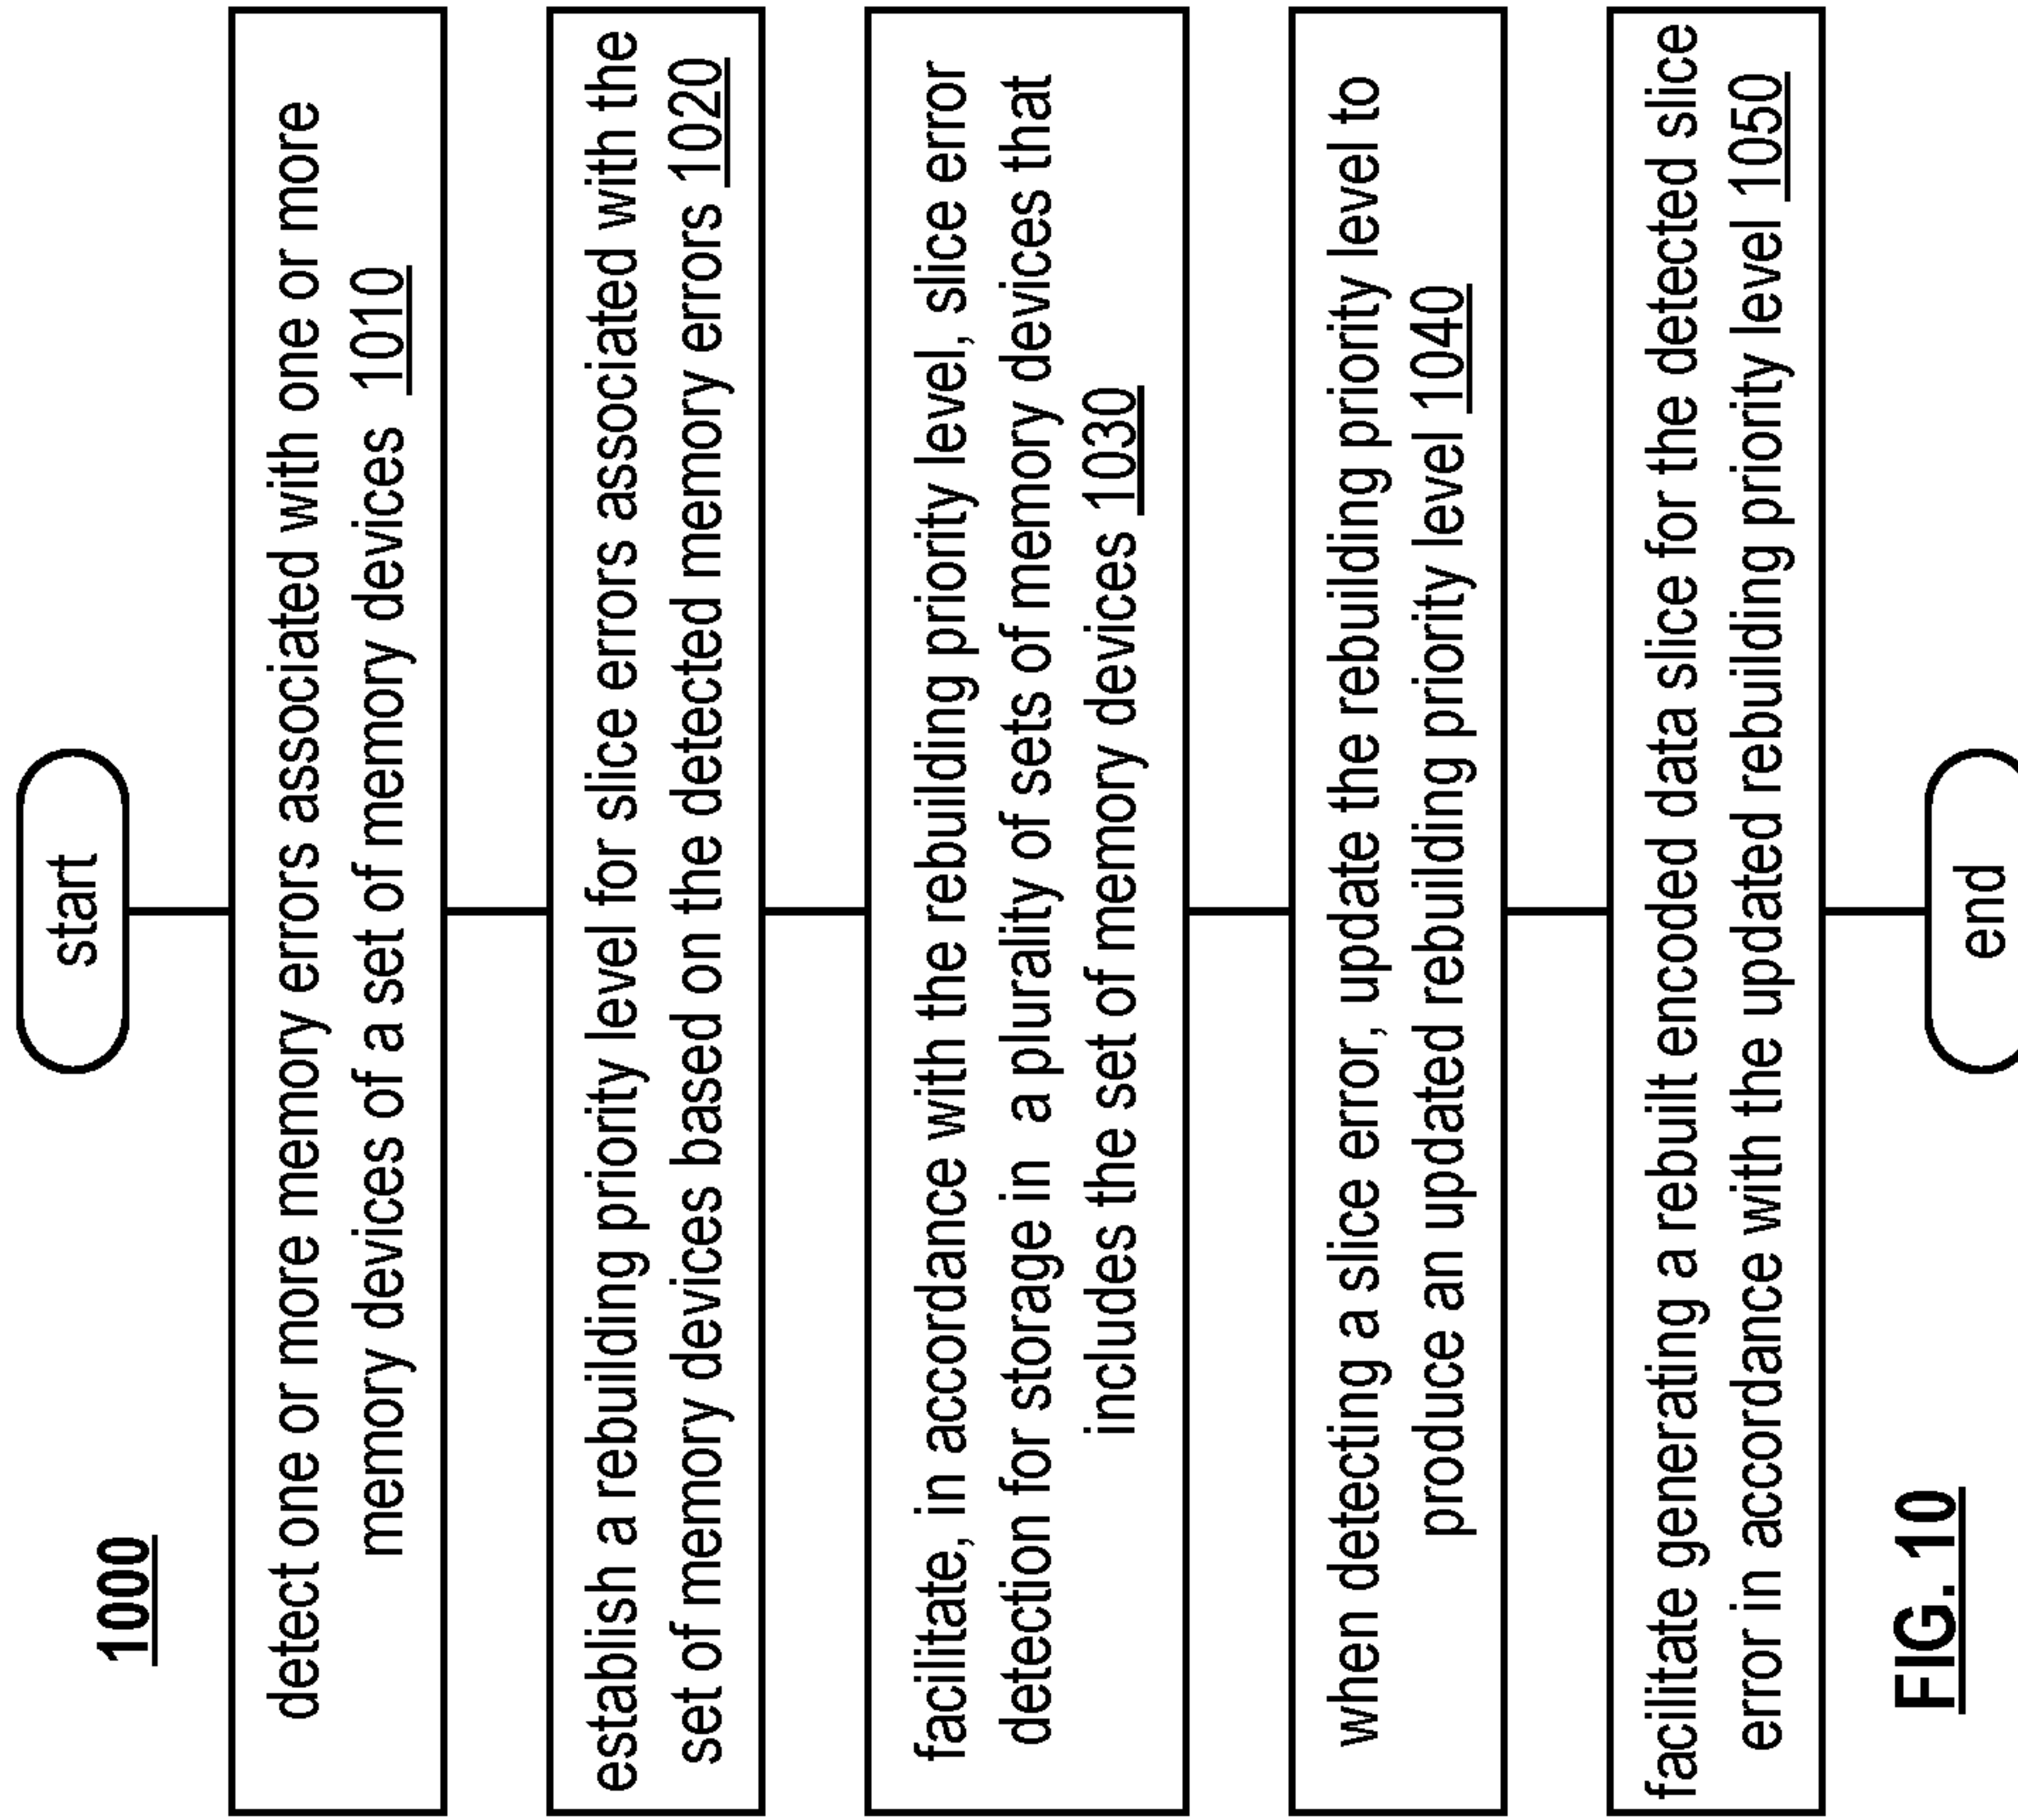 1000
start
detect one or more memory errors associated with one or more
memory devices of a set of memory devices 1010
establish a rebuilding priority level for slice errors associated with the
set of memory devices based on the detected memory errors 1020
facilitate, in accordance with the rebuilding priority level, slice error
detection for storage in a plurality of sets of memory devices that
includes the set of memory devices 1030
when detecting a slice error, update the rebuilding priority level to
produce an updated rebuilding priority level 1040
facilitate generating a rebuilt encoded data slice for the detected slice
error in accordance with the updated rebuilding priority level 1050
end
FIG. 10